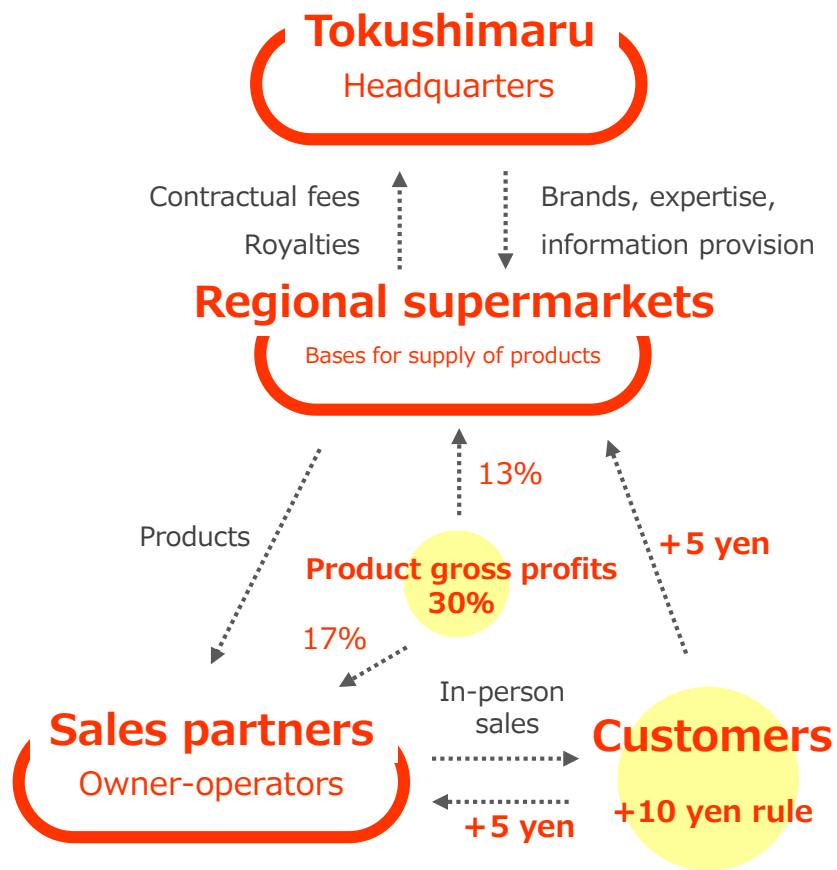 Tokushimaru
Headquarters
Contractual fees
Royalties
Brands, expertise,
information provision
Regional supermarkets
Bases for supply of products
13%
Products
+5 yen
Product gross profits
30%
17%
In-person
sales
Sales partners
Owner-operators
Customers
+10 yen rule
+5 yen